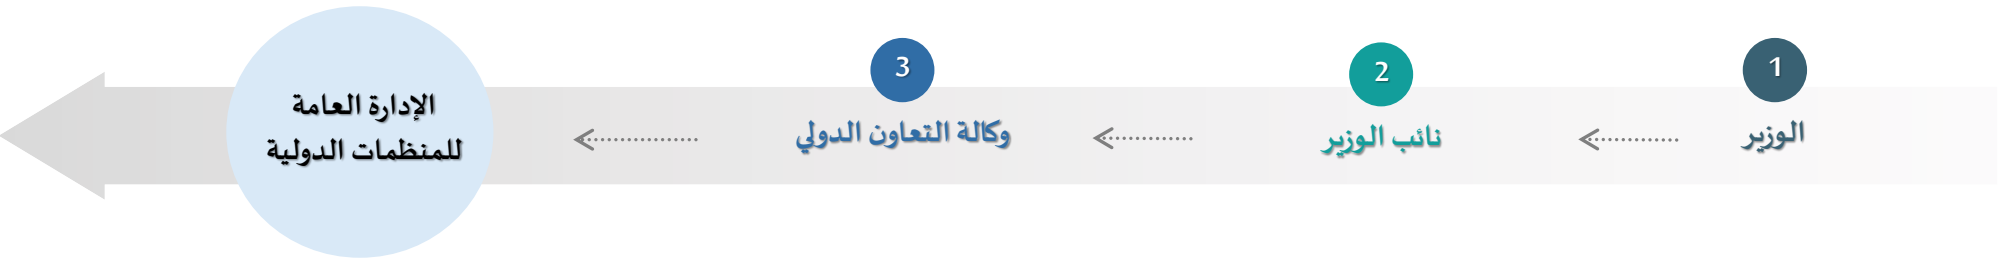 1
الوزير
2
نائب الوزير
3
وكالة التعاون الدولي
الإدارة العامة
للمنظمات الدولية